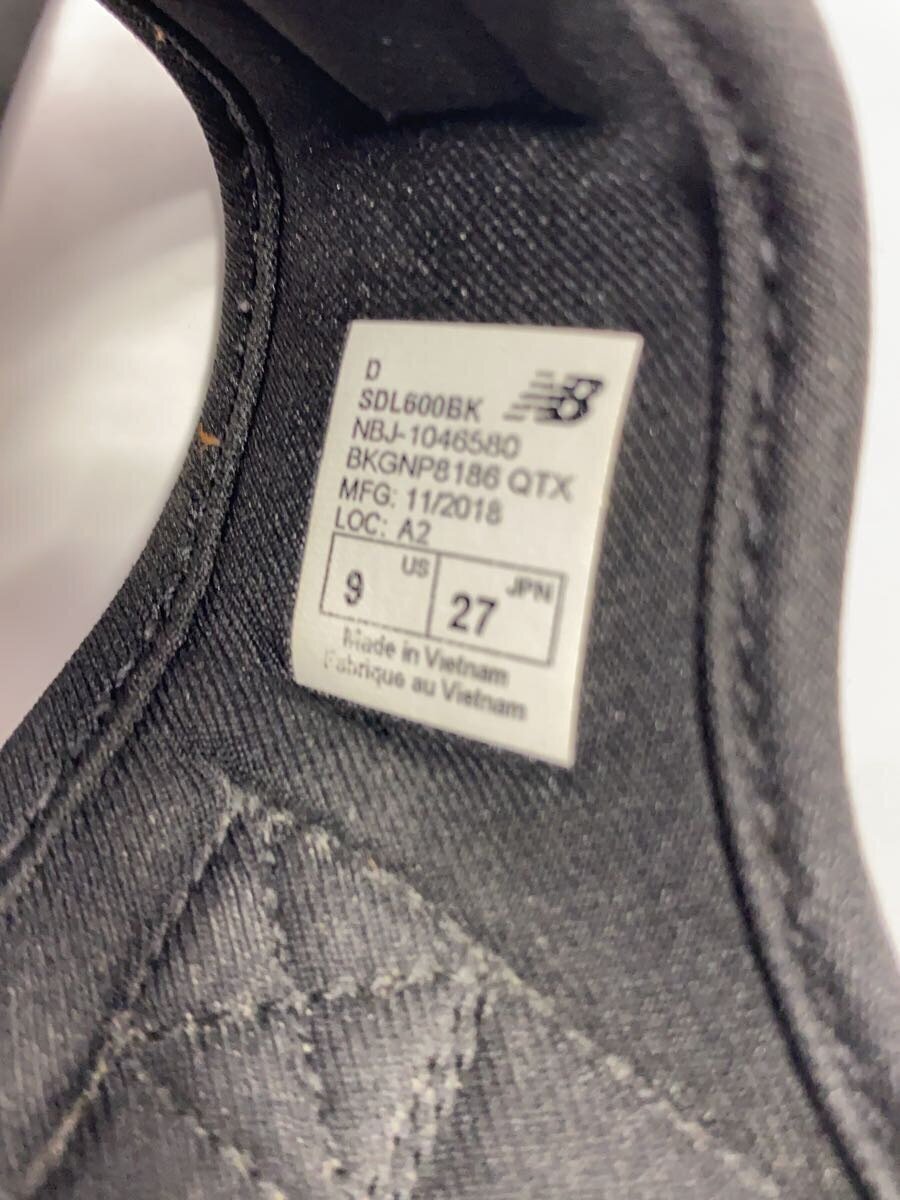 D
SDL600BK
NBJ-1046580
BKGNP8186 QTX
MFG: 11/2018
LOC: A2
9 US 27 JPN
Made in Vietnam
Fabrique au Vietnam